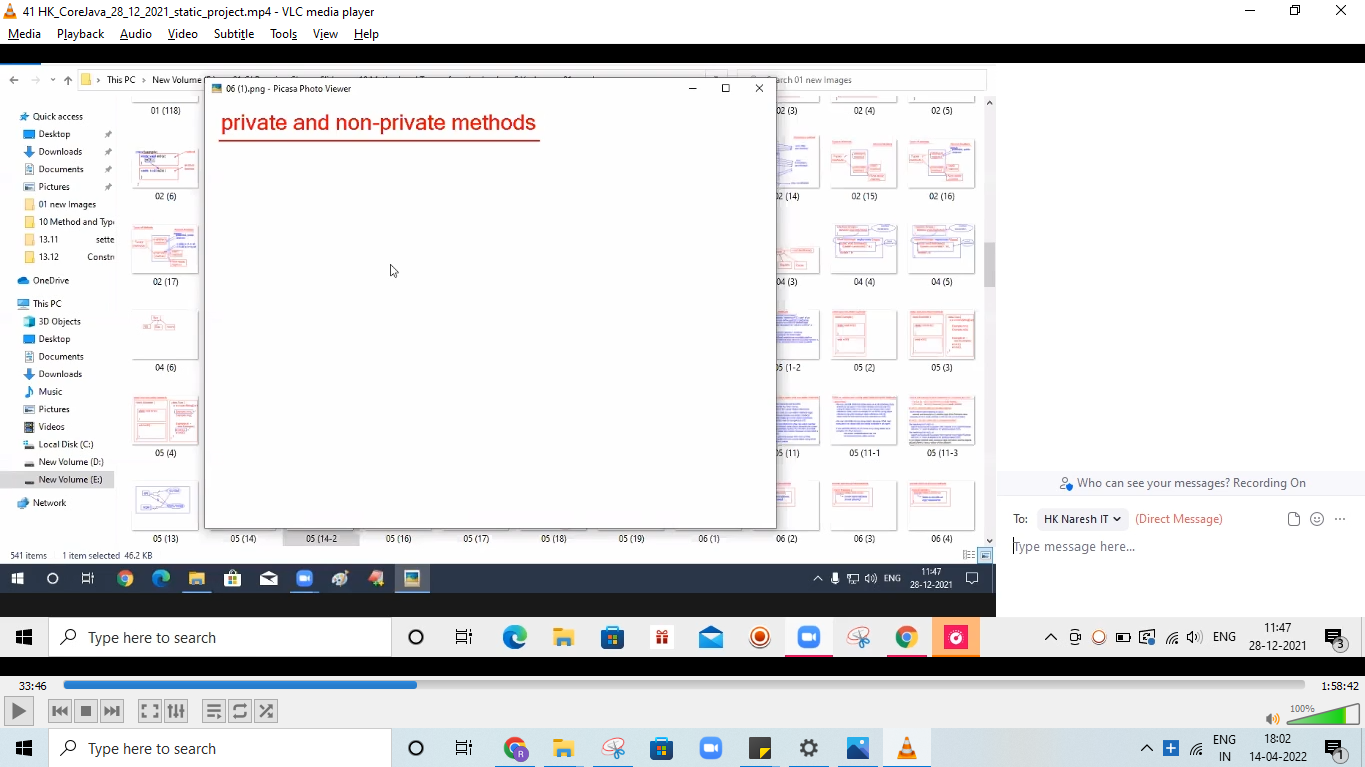 41 HK_CoreJava_28_12_2021_static_project.mp4 - VLC media player
Media Playback Audio Video Subtitle Tools View Help
This PC
06 (1).png - Picasa Photo Viewer
private and non-private methods
01 new Images
Quick access
Desktop
Downloads
Documents
Pictures
01 new Images
10 Method and Type
13.11 sette
13.12 Constr
OneDrive
This PC
3D Objects
Desktop
Documents
Downloads
Music
Pictures
Videos
Local Disk (C:)
New Volume (D:)
New Volume (E:)
Network
01 (118)
02 (3)
02 (4)
02 (5)
02 (6)
02 (14)
02 (15)
02 (16)
02 (17)
04 (3)
04 (4)
04 (5)
04 (6)
05 (1-2
05 (2)
05 (3)
05 (4)
05 (11)
05 (11-1
05 (11-3
05 (13)
05 (14)
05 (14-2
05 (16)
05 (17)
05 (18)
05 (19)
06 (1)
06 (2)
06 (3)
06 (4)
541 items 1 item selected 46.2 KB
ENG
11:47
28-12-2021
Who can see your messages? Recording On
To: HK Naresh IT (Direct Message)
Type message here...
Type here to search
ENG
11:47
28-12-2021
3
33:46
1:58:42
100%
Type here to search
R
ENG
IN
18:02
14-04-2022
1